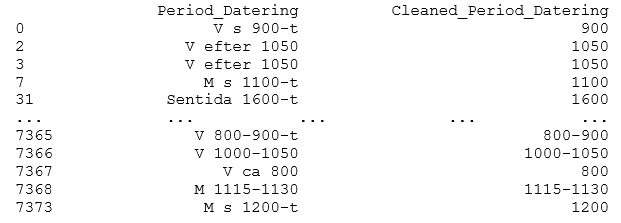 Period_Datering Cleaned_Period_Datering
0 V s 900-t 900
2 V efter 1050 1050
3 V efter 1050 1050
7 M s 1100-t 1100
31 Sentida 1600-t 1600
... ... ... ... ...
7365 V 800-900-t 800-900
7366 V 1000-1050 1000-1050
7367 V ca 800 800
7368 M 1115-1130 1115-1130
7373 M s 1200-t 1200